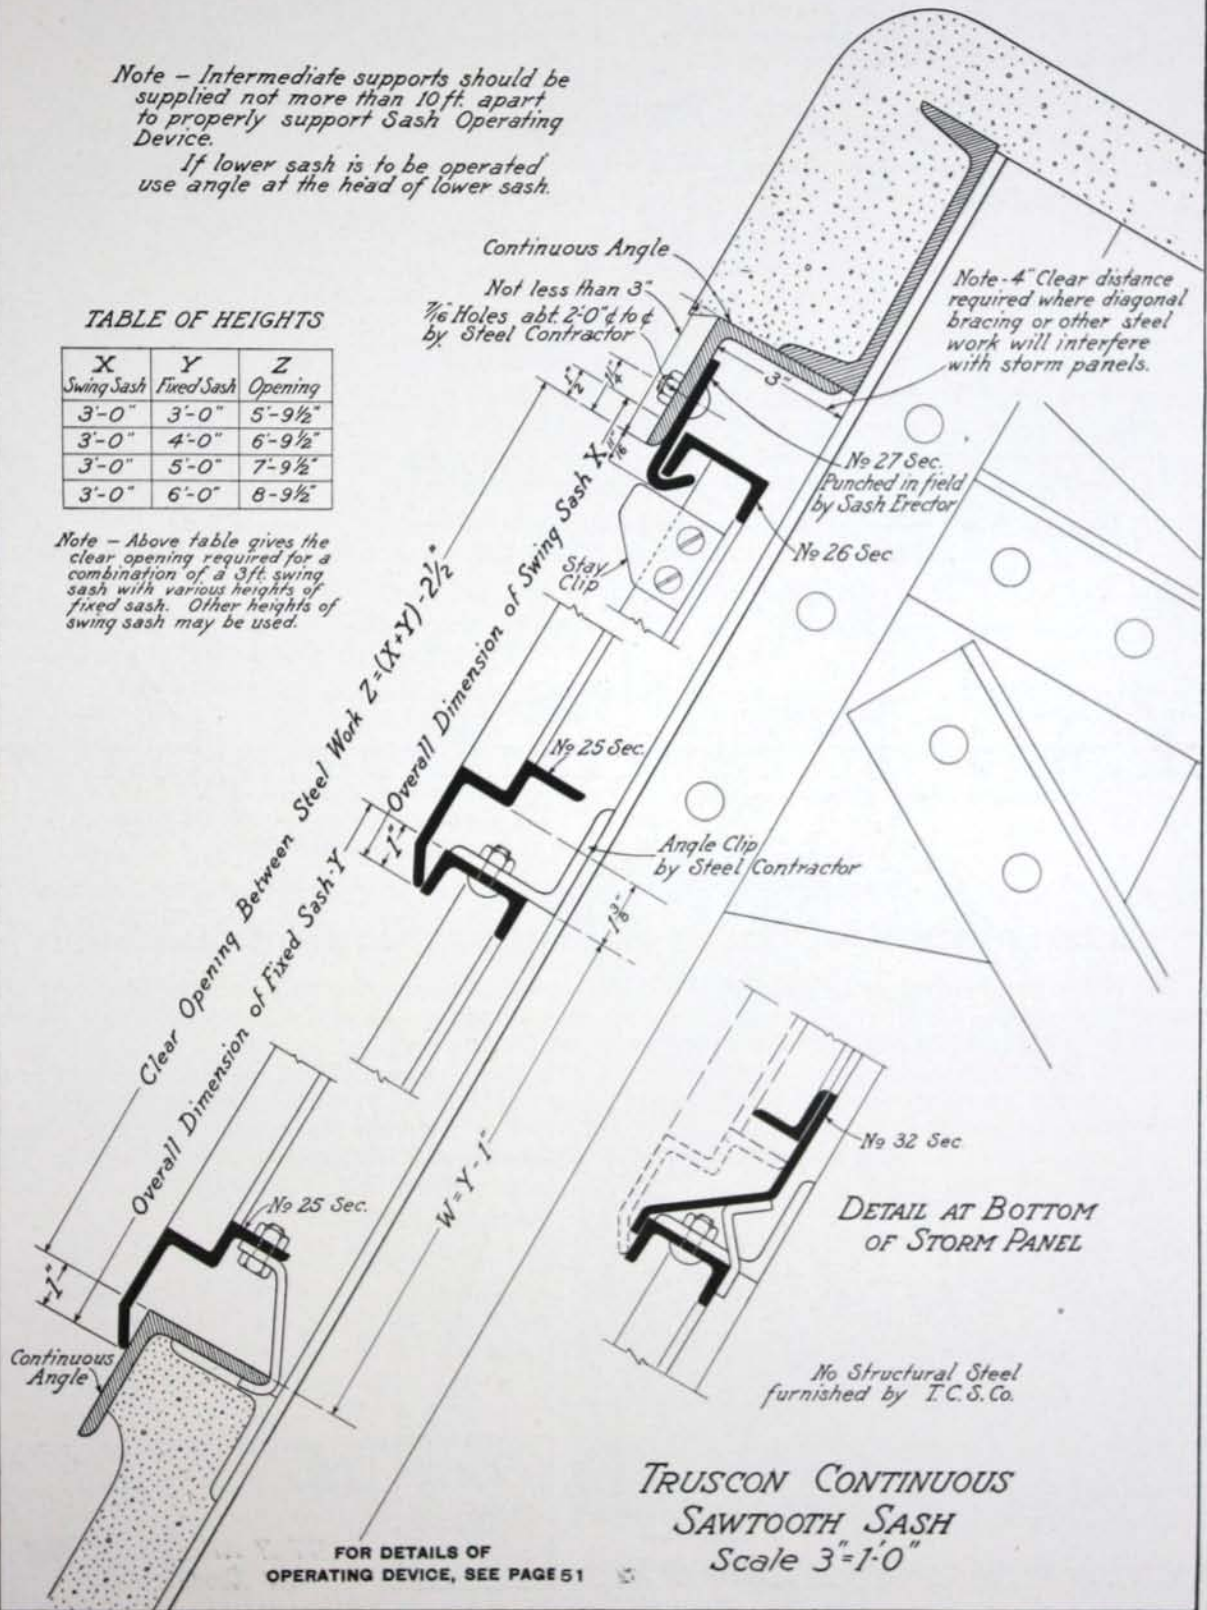 Note – Intermediate supports should be
supplied not more than 10 ft. apart
to properly support Sash Operating
Device.
If lower sash is to be operated
use angle at the head of lower sash.
Continuous Angle
Not less than 3"
7/16" Holes abt. 2'-0" ¢ to ¢
by Steel Contractor
Note - 4" Clear distance
required where diagonal
bracing or other steel
work will interfere
with storm panels.
TABLE OF HEIGHTS
X Y Z
Swing Sash Fixed Sash Opening
3'-0" 3'-0" 5'-9½"
3'-0" 4'-0" 6'-9½"
3'-0" 5'-0" 7'-9½"
3'-0" 6'-0" 8-9½"
Note – Above table gives the
clear opening required for a
combination of a 3ft. swing
sash with various heights of
fixed sash. Other heights of
swing sash may be used.
1/2"
1/4"
3"
11/16"
No 27 Sec.
Punched in field
by Sash Erector
No 26 Sec
Stay
Clip
Clear Opening Between Steel Work Z=(X+Y)-2½"
Overall Dimension of Swing Sash X
Overall Dimension of Fixed Sash-Y
No 25 Sec.
1"
Angle Clip
by Steel Contractor
1 3/8"
W=Y-1"
No 25 Sec.
1"
Continuous
Angle
No 32 Sec
DETAIL AT BOTTOM
OF STORM PANEL
No Structural Steel
furnished by T.C.S.Co.
TRUSCON CONTINUOUS
SAWTOOTH SASH
Scale 3"=1'-0"
FOR DETAILS OF
OPERATING DEVICE, SEE PAGE 51